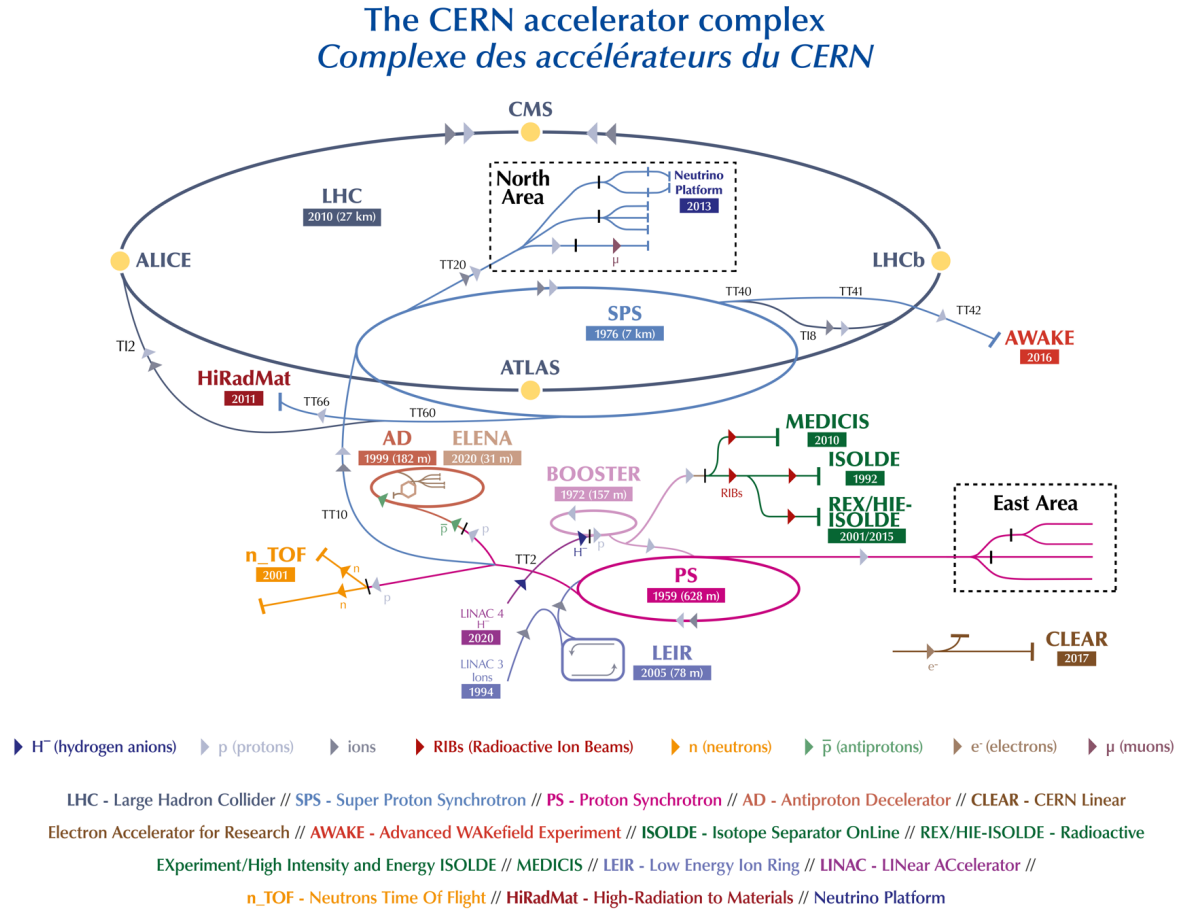 The CERN accelerator complex
Complexe des accélérateurs du CERN
CMS
North
Area
Neutrino
Platform
2013
LHC
2010 (27 km)
ALICE
LHCb
TT20
μ
TT40
TT41
TT42
SPS
1976 (7 km)
TI8
AWAKE
2016
TI2
ATLAS
HiRadMat
2011
TT66
TT60
MEDICIS
2010
AD
1999 (182 m)
ELENA
2020 (31 m)
BOOSTER
1972 (157 m)
ISOLDE
1992
RIBs
REX/HIE-
ISOLDE
2001/2015
East Area
TT10
p̅
p
H⁻
p
TT2
n_TOF
2001
n
n
p
PS
1959 (628 m)
LINAC 4
H⁻
2020
LINAC 3
Ions
1994
LEIR
2005 (78 m)
CLEAR
2017
e⁻
H⁻ (hydrogen anions)
p (protons)
ions
RIBs (Radioactive Ion Beams)
n (neutrons)
p̅ (antiprotons)
e⁻ (electrons)
μ (muons)
LHC - Large Hadron Collider // SPS - Super Proton Synchrotron // PS - Proton Synchrotron // AD - Antiproton Decelerator // CLEAR - CERN Linear
Electron Accelerator for Research // AWAKE - Advanced WAKefield Experiment // ISOLDE - Isotope Separator OnLine // REX/HIE-ISOLDE - Radioactive
EXperiment/High Intensity and Energy ISOLDE // MEDICIS // LEIR - Low Energy Ion Ring // LINAC - LINear ACcelerator //
n_TOF - Neutrons Time Of Flight // HiRadMat - High-Radiation to Materials // Neutrino Platform